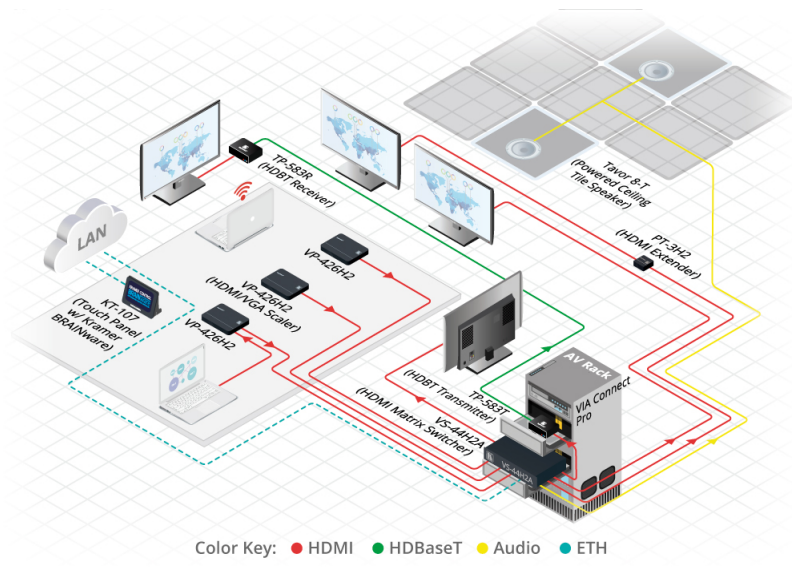 TP-583R
(HDBT Receiver)
Tavor 8-T
(Powered Ceiling
Tile Speaker)
LAN
PT-3H2
(HDMI Extender)
VP-426H2
VP-426H2
(HDMI/VGA Scaler)
VP-426H2
KT-107
(Touch Panel
w/ Kramer
BRAINware)
AV Rack
VIA Connect
Pro
TP-583T
(HDBT Transmitter)
VS-44H2A
(HDMI Matrix Switcher)
VS-44H2A
Color Key: HDMI HDBaseT Audio ETH